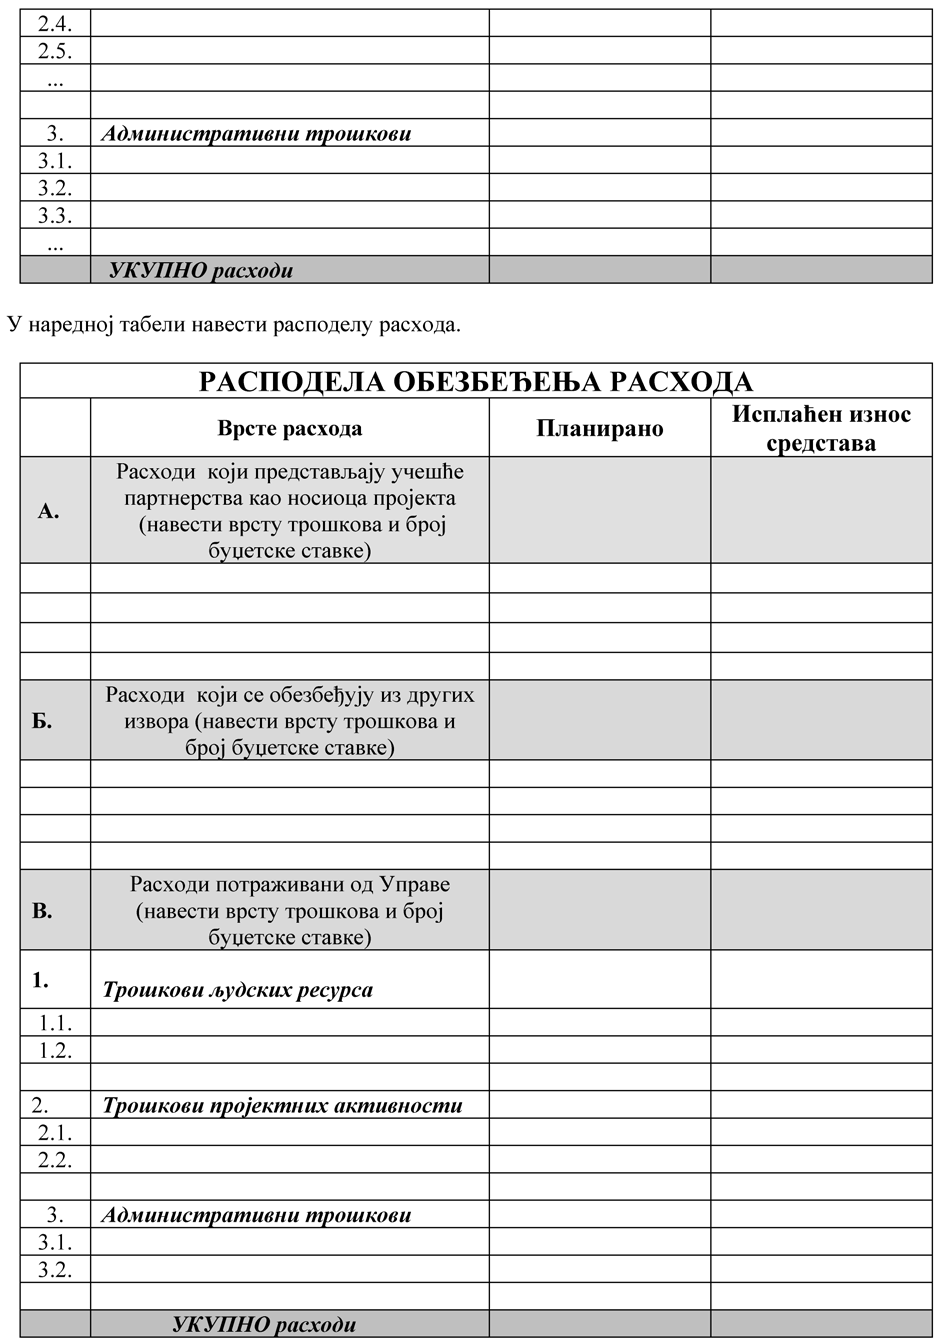 2.4.
2.5.
...
3. Административни трошкови
3.1.
3.2.
3.3.
...
УКУПНО расходи
У наредној табели навести расподелу расхода.
РАСПОДЕЛА ОБЕЗБЕЂЕЊА РАСХОДА
Врсте расхода Планирано Исплаћен износ
средстава
А. Расходи који представљају учешће
партнерства као носиоца пројекта
(навести врсту трошкова и број
буџетске ставке)
Б. Расходи који се обезбеђују из других
извора (навести врсту трошкова и
број буџетске ставке)
В. Расходи потраживани од Управе
(навести врсту трошкова и број
буџетске ставке)
1. Трошкови људских ресурса
1.1.
1.2.
2. Трошкови пројектних активности
2.1.
2.2.
3. Административни трошкови
3.1.
3.2.
УКУПНО расходи